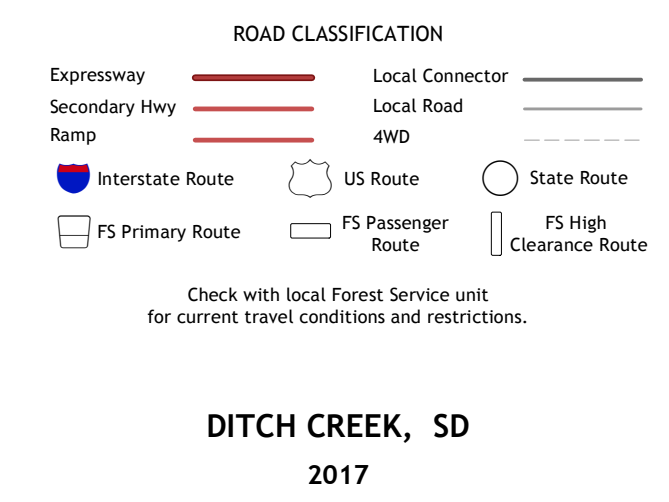 ROAD CLASSIFICATION
Expressway
Local Connector
Secondary Hwy
Local Road
Ramp
4WD
Interstate Route
US Route
State Route
FS Primary Route
FS Passenger
Route
FS High
Clearance Route
Check with local Forest Service unit
for current travel conditions and restrictions.
DITCH CREEK, SD
2017